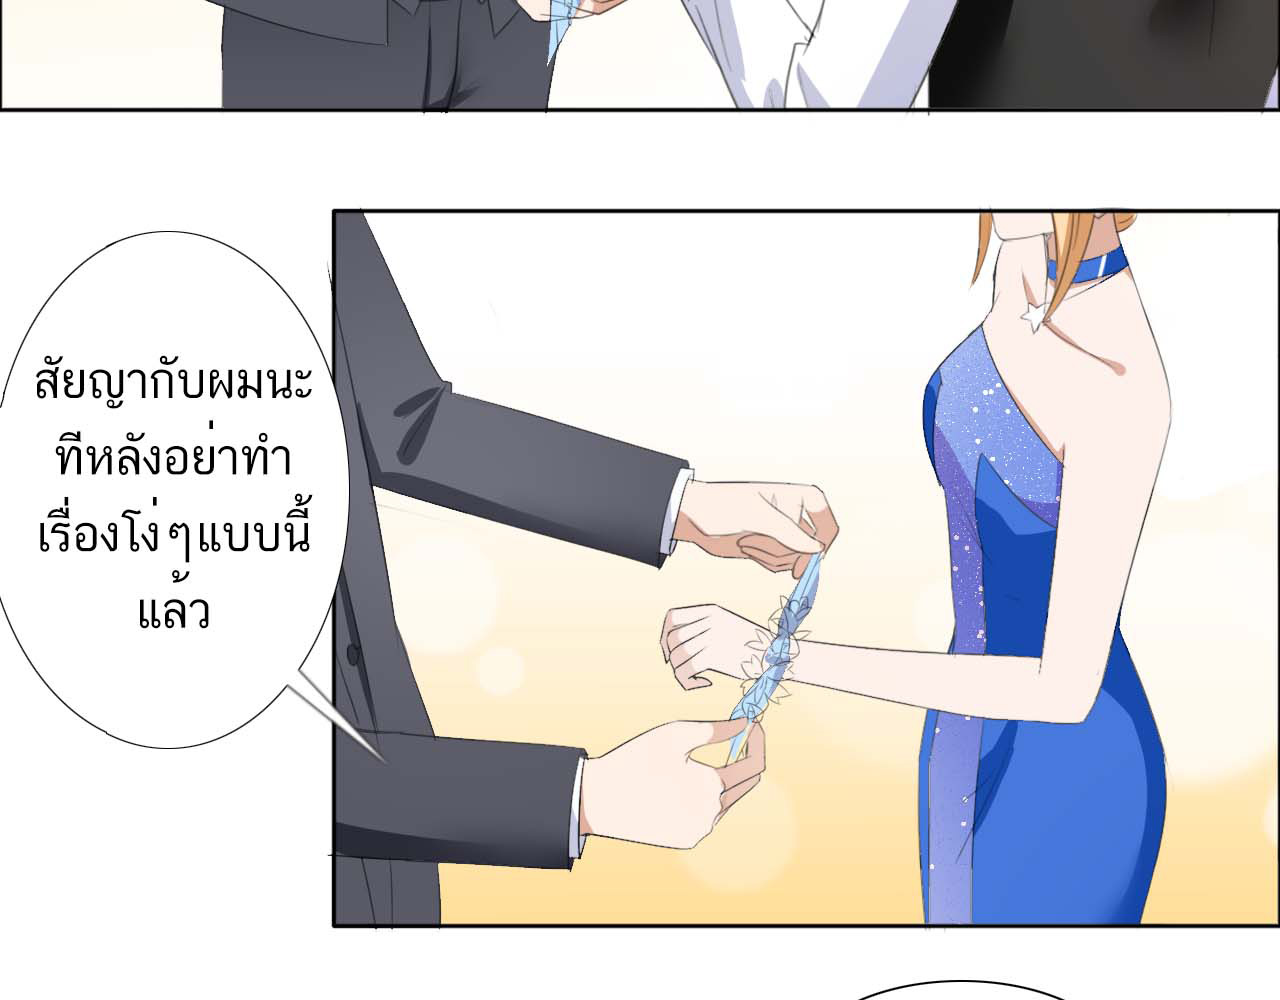 สัยญากับผมนะ
ทีหลังอย่าทำ
เรื่องโง่ๆแบบนี้
แล้ว